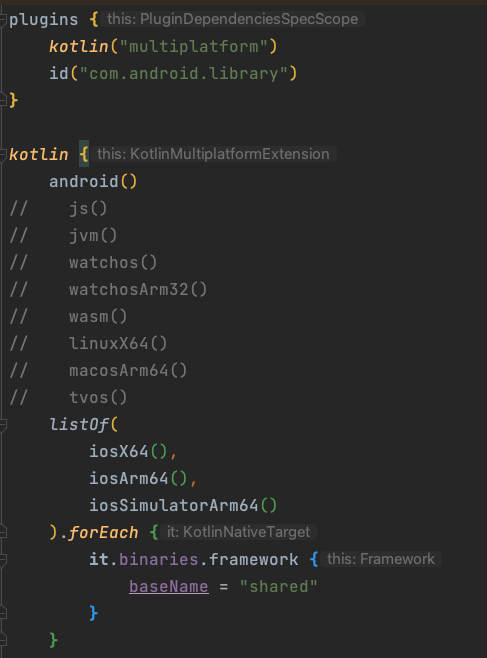 plugins { this: PluginDependenciesSpecScope
    kotlin("multiplatform")
    id("com.android.library")
}

kotlin { this: KotlinMultiplatformExtension
    android()
//    js()
//    jvm()
//    watchos()
//    watchosArm32()
//    wasm()
//    linuxX64()
//    macosArm64()
//    tvos()
    listOf(
        iosX64(),
        iosArm64(),
        iosSimulatorArm64()
    ).forEach { it: KotlinNativeTarget
        it.binaries.framework { this: Framework
            baseName = "shared"
        }
    }